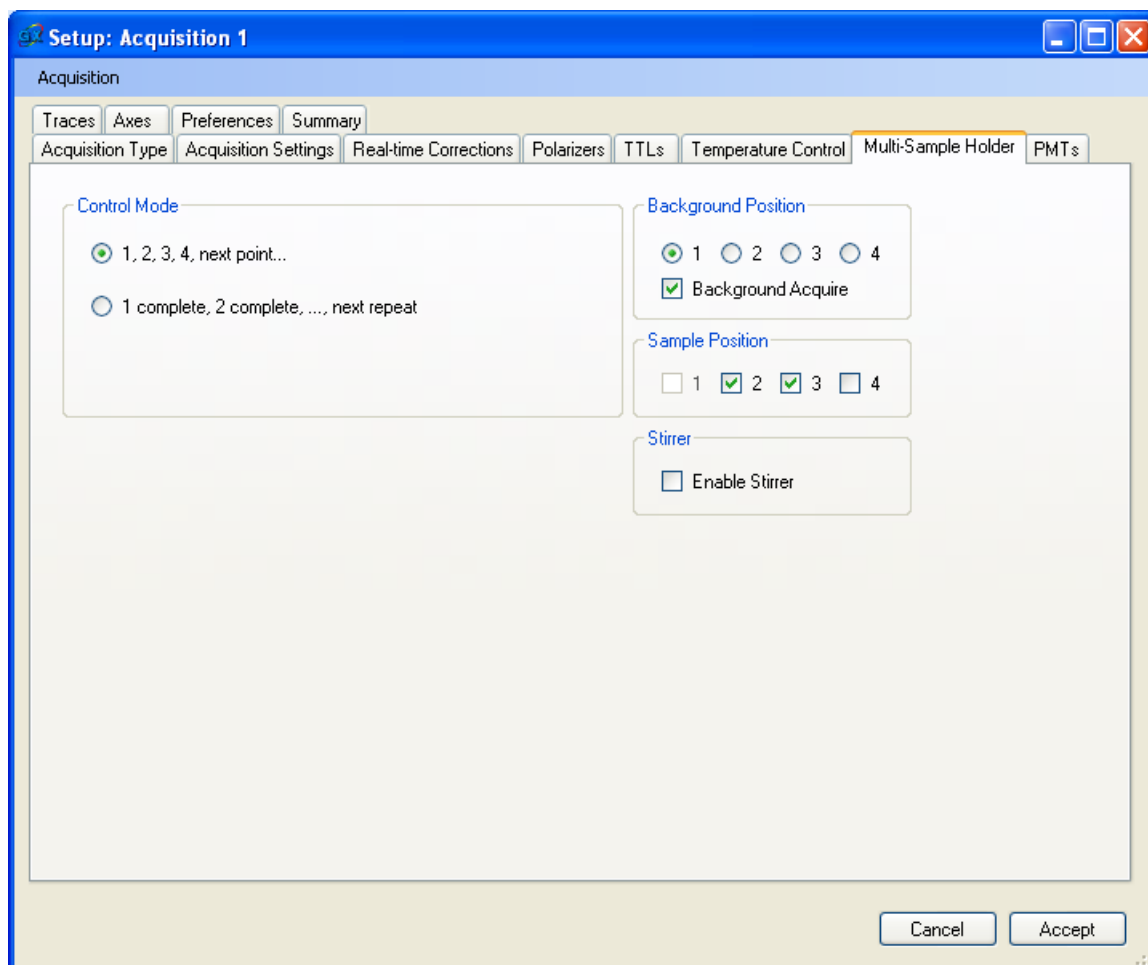 Setup: Acquisition 1
Acquisition
Traces Axes Preferences Summary
Acquisition Type Acquisition Settings Real-time Corrections Polarizers TTLs Temperature Control Multi-Sample Holder PMTs
Control Mode
1, 2, 3, 4, next point...
1 complete, 2 complete, ..., next repeat
Background Position
1 2 3 4
Background Acquire
Sample Position
1 2 3 4
Stirrer
Enable Stirrer
Cancel Accept